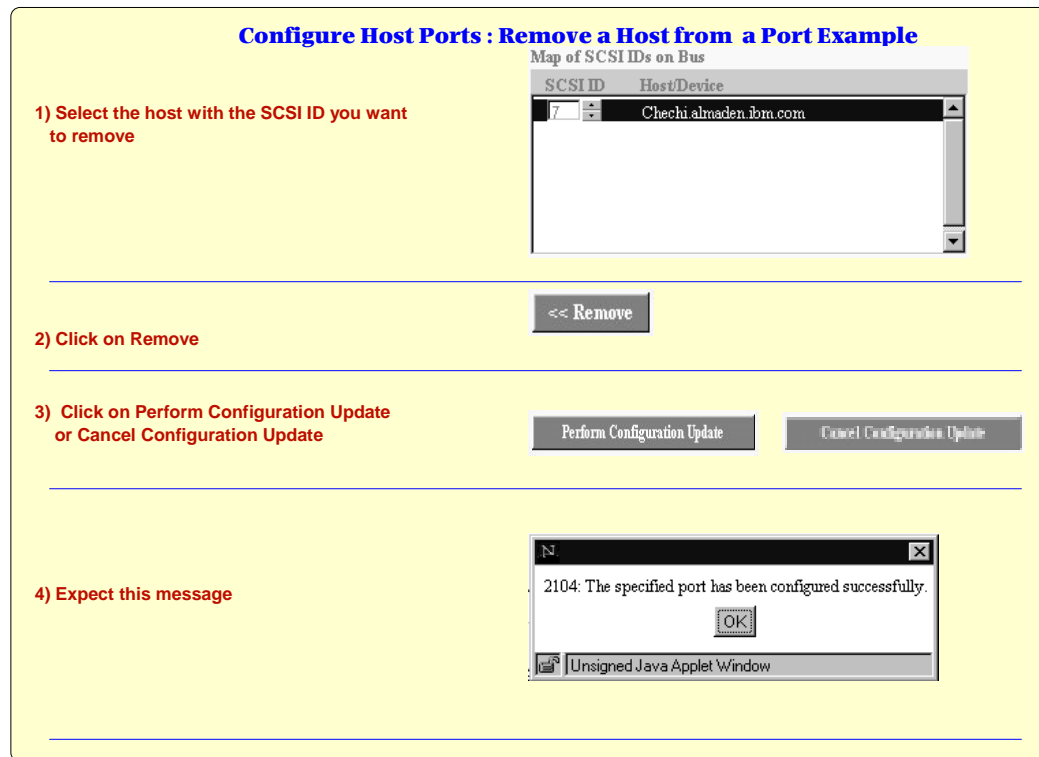 Configure Host Ports : Remove a Host from a Port Example
Map of SCSI IDs on Bus
SCSI ID Host/Device
1) Select the host with the SCSI ID you want
to remove
7 Chechi.almaden.ibm.com
<< Remove
2) Click on Remove
3) Click on Perform Configuration Update
or Cancel Configuration Update
Perform Configuration Update Cancel Configuration Update
N
2104: The specified port has been configured successfully.
4) Expect this message
OK
Unsigned Java Applet Window